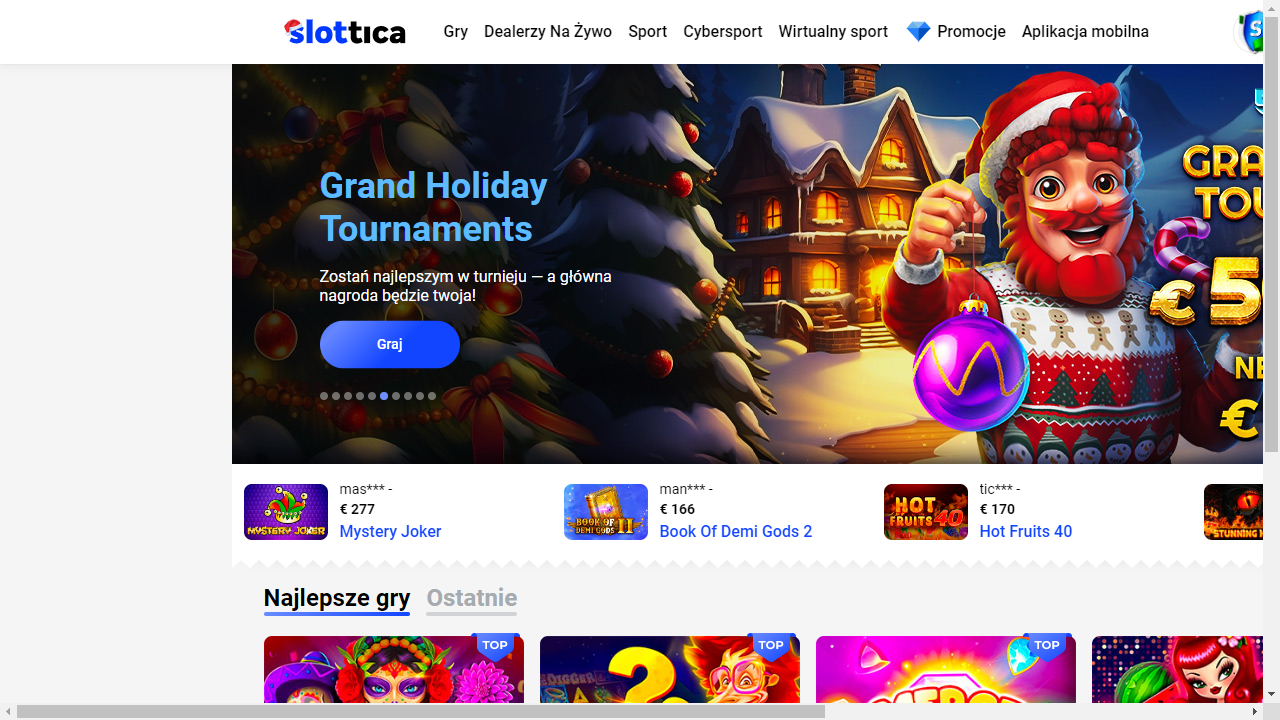 slottica
Gry Dealerzy Na Żywo Sport Cybersport Wirtualny sport Promocje Aplikacja mobilna
Grand Holiday
Tournaments
Zostań najlepszym w turnieju — a główna
nagroda będzie twoja!
Graj
GRA
TOU
€5
NE
€
mas*** -
€ 277
Mystery Joker
MYSTERY JOKER
man*** -
€ 166
Book Of Demi Gods 2
BOOK OF
DEMI GODS II
tic*** -
€ 170
Hot Fruits 40
HOT
FRUITS 40
STUNNING
Najlepsze gry Ostatnie
TOP
TOP
TOP